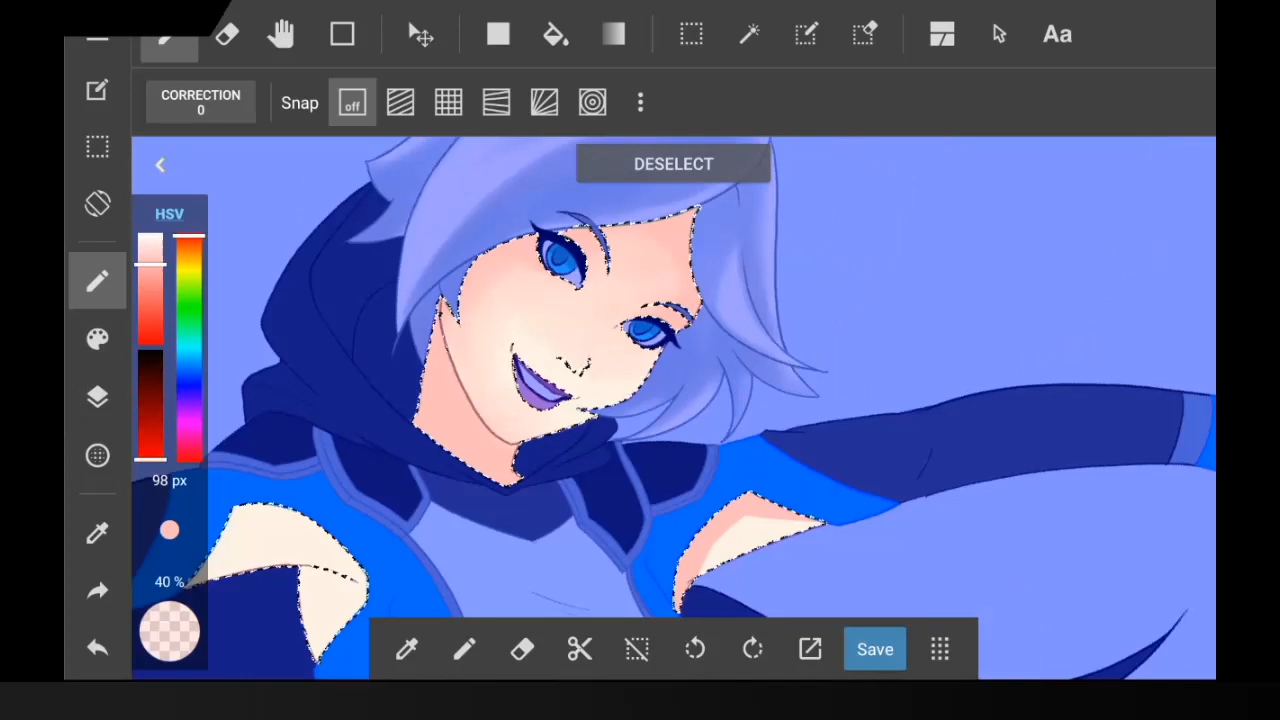 Aa
CORRECTION
0
Snap
off
DESELECT
HSV
98 px
40 %
Save